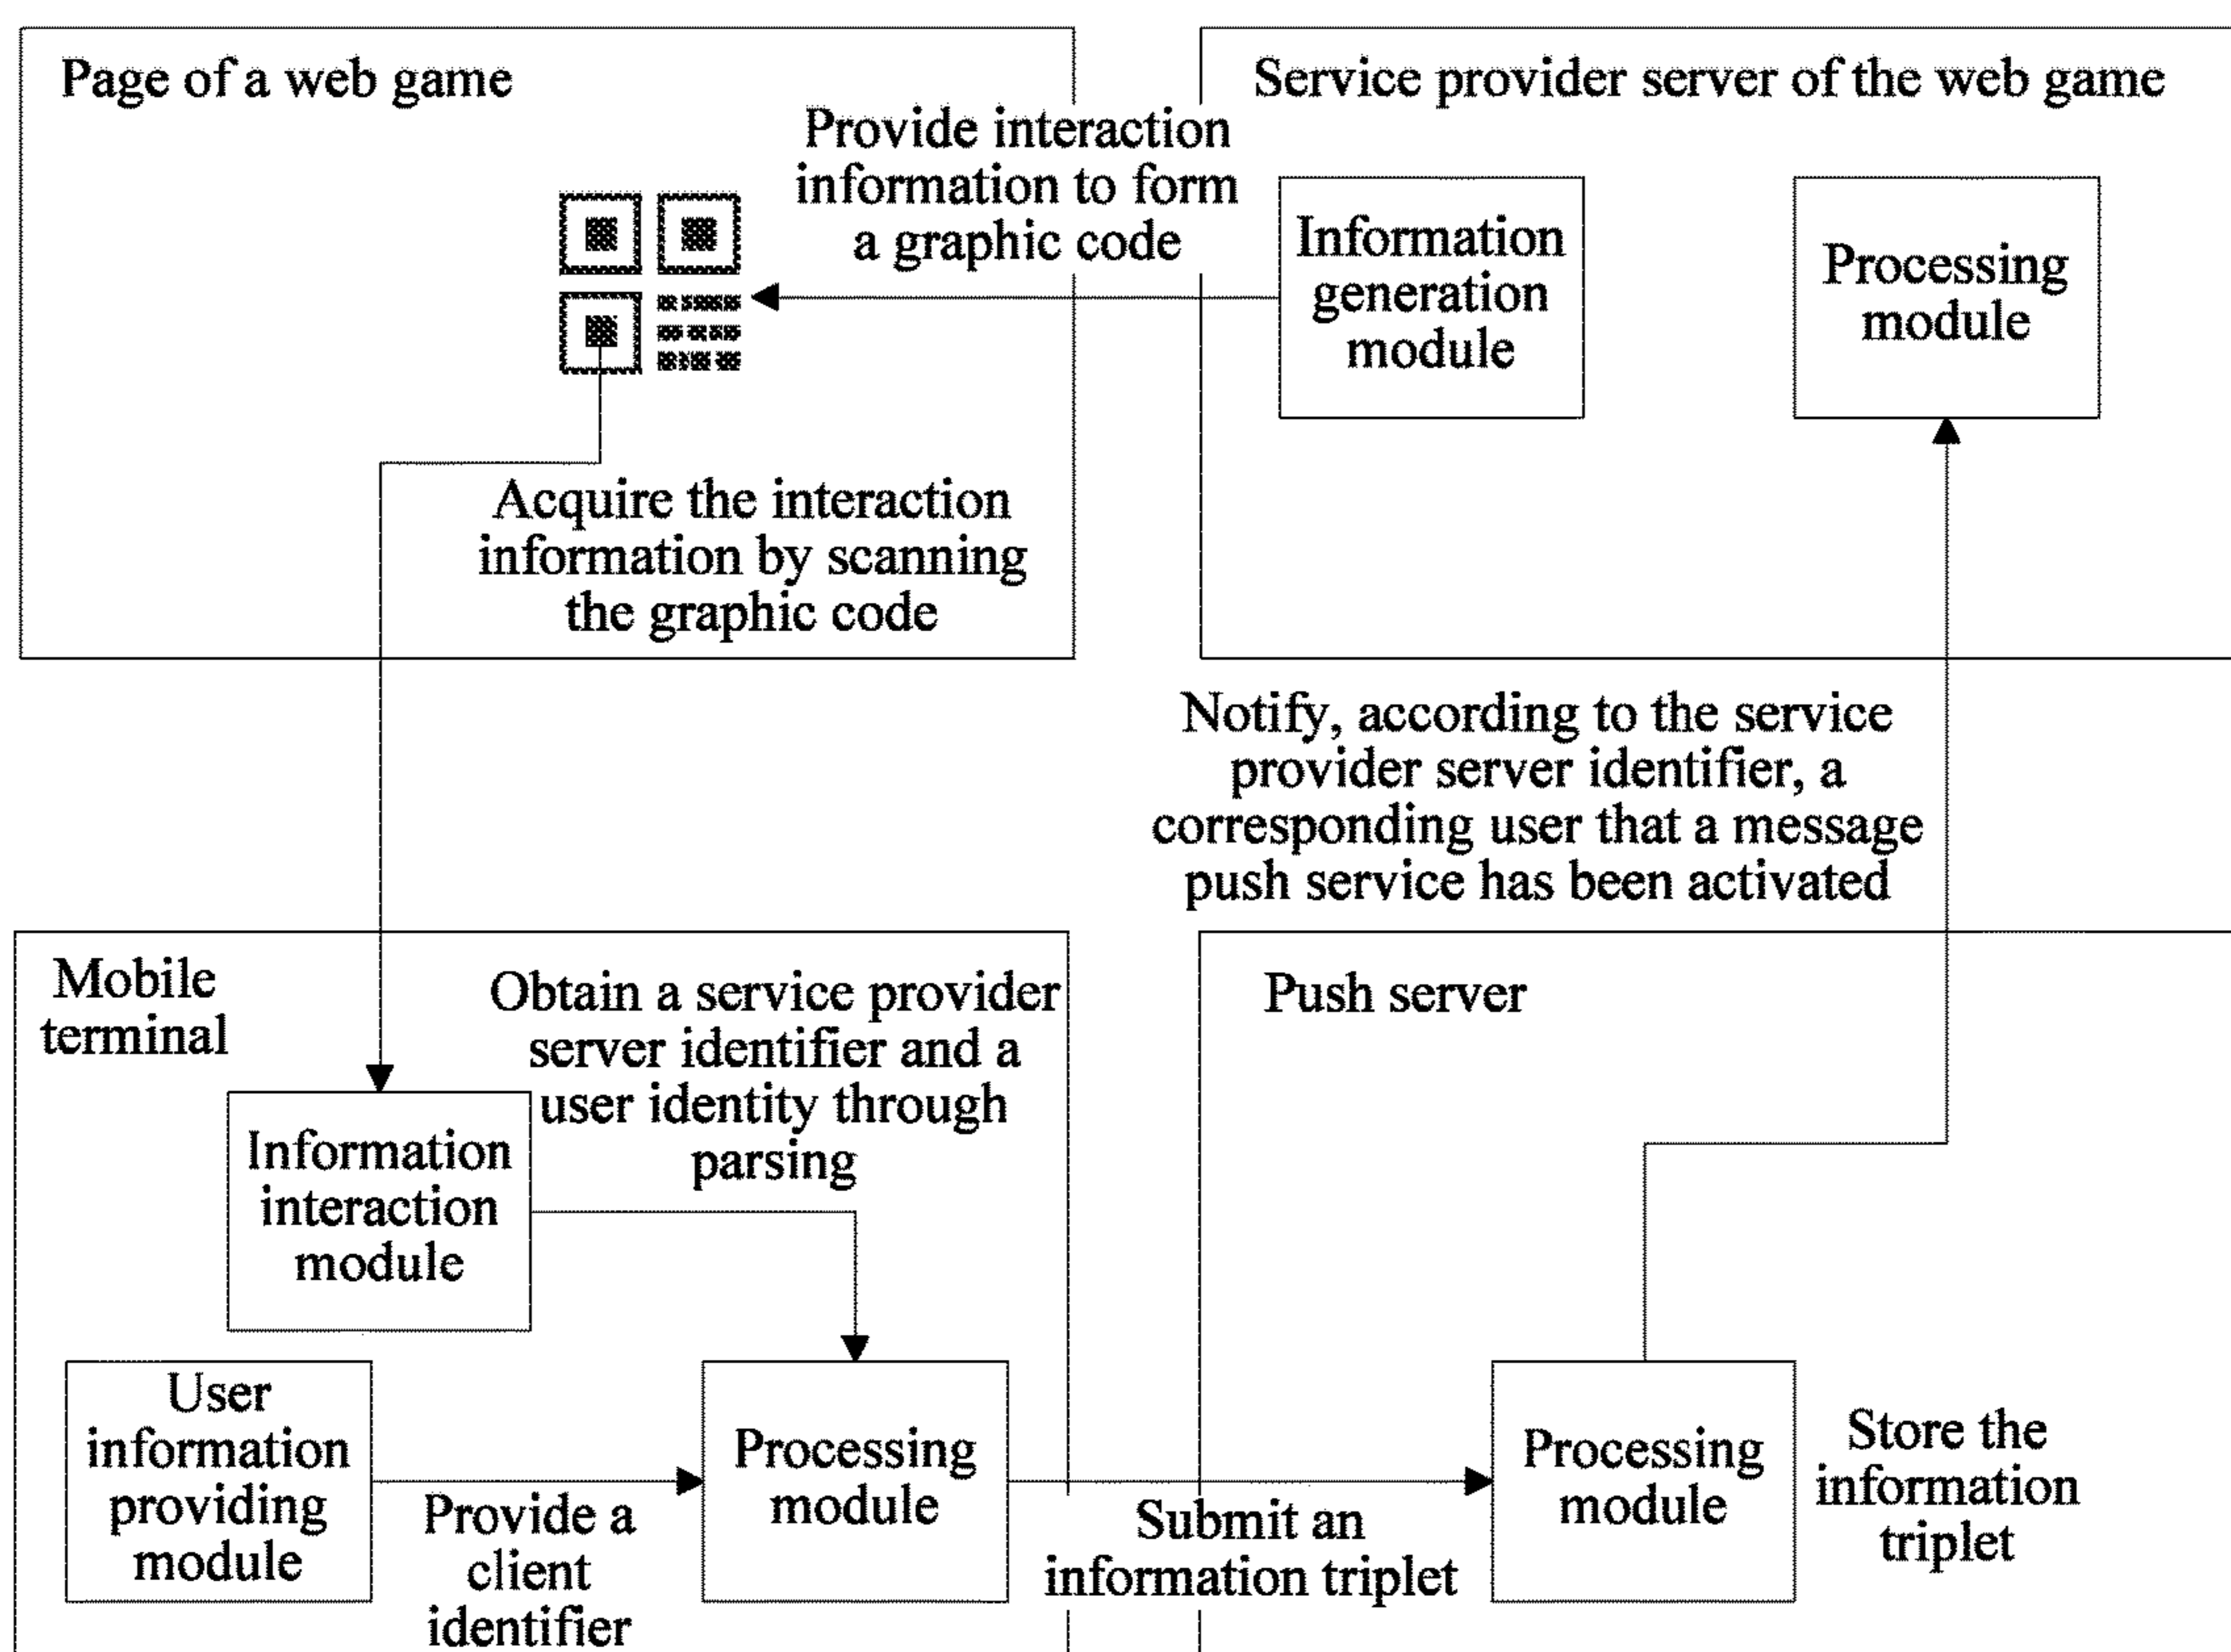 Page of a web game
Service provider server of the web game
Provide interaction
information to form
a graphic code
Information
generation
module
Processing
module
Acquire the interaction
information by scanning
the graphic code
Notify, according to the service
provider server identifier, a
corresponding user that a message
push service has been activated
Mobile
terminal
Obtain a service provider
server identifier and a
user identity through
parsing
Push server
Information
interaction
module
User
information
providing
module
Provide a
client
identifier
Processing
module
Submit an
information triplet
Processing
module
Store the
information
triplet